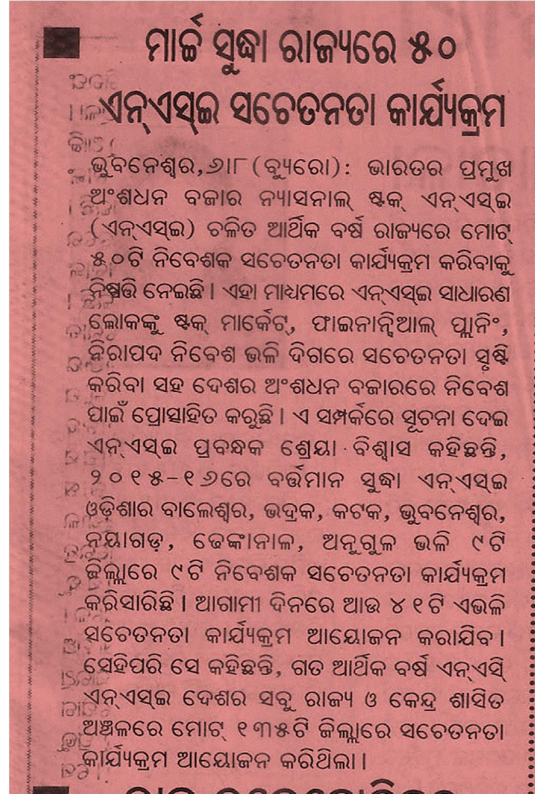 ମାର୍ଚ୍ଚ ସୁଦ୍ଧା ରାଜ୍ୟରେ ୫୦
ଏନ୍‌ଏସ୍‌ଇ ସଚେତନତା କାର୍ଯ୍ୟକ୍ରମ
ଭୁବନେଶ୍ୱର,୬।୮(ବ୍ୟୁରୋ): ଭାରତର ପ୍ରମୁଖ
ଅଂଶଧନ ବଜାର ନ୍ୟାସନାଲ୍ ଷ୍ଟକ୍ ଏନ୍‌ଏସ୍‌ଇ
(ଏନ୍‌ଏସ୍‌ଇ) ଚଳିତ ଆର୍ଥିକ ବର୍ଷ ରାଜ୍ୟରେ ମୋଟ୍
୫୦ଟି ନିବେଶକ ସଚେତନତା କାର୍ଯ୍ୟକ୍ରମ କରିବାକୁ
ନିଷ୍ପତ୍ତି ନେଇଛି। ଏହା ମାଧ୍ୟମରେ ଏନ୍‌ଏସ୍‌ଇ ସାଧାରଣ
ଲୋକଙ୍କୁ ଷ୍ଟକ୍ ମାର୍କେଟ୍, ଫାଇନାନ୍ସିଆଲ୍ ପ୍ଲାନିଂ,
ନିରାପଦ ନିବେଶ ଭଳି ଦିଗରେ ସଚେତନତା ସୃଷ୍ଟି
କରିବା ସହ ଦେଶର ଅଂଶଧନ ବଜାରରେ ନିବେଶ
ପାଇଁ ପ୍ରୋତ୍ସାହିତ କରୁଛି। ଏ ସମ୍ପର୍କରେ ସୂଚନା ଦେଇ
ଏନ୍‌ଏସ୍‌ଇ ପ୍ରବନ୍ଧକ ଶ୍ରେୟା ବିଶ୍ୱାସ କହିଛନ୍ତି,
୨୦୧୫-୧୬ରେ ବର୍ତ୍ତମାନ ସୁଦ୍ଧା ଏନ୍‌ଏସ୍‌ଇ
ଓଡ଼ିଶାର ବାଲେଶ୍ୱର, ଭଦ୍ରକ, କଟକ, ଭୁବନେଶ୍ୱର,
ନୟାଗଡ଼, ଢେଙ୍କାନାଳ, ଅନୁଗୁଳ ଭଳି ୯ଟି
ଜିଲ୍ଲାରେ ୯ଟି ନିବେଶକ ସଚେତନତା କାର୍ଯ୍ୟକ୍ରମ
କରିସାରିଛି। ଆଗାମୀ ଦିନରେ ଆଉ ୪୧ଟି ଏଭଳି
ସଚେତନତା କାର୍ଯ୍ୟକ୍ରମ ଆୟୋଜନ କରାଯିବ।
ସେହିପରି ସେ କହିଛନ୍ତି, ଗତ ଆର୍ଥିକ ବର୍ଷ ଏନ୍‌ଏସି
ଏନ୍‌ଏସ୍‌ଇ ଦେଶର ସବୁ ରାଜ୍ୟ ଓ କେନ୍ଦ୍ର ଶାସିତ
ଅଞ୍ଚଳରେ ମୋଟ୍ ୧୩୫ଟି ଜିଲ୍ଲାରେ ସଚେତନତା
କାର୍ଯ୍ୟକ୍ରମ ଆୟୋଜନ କରିଥିଲା।